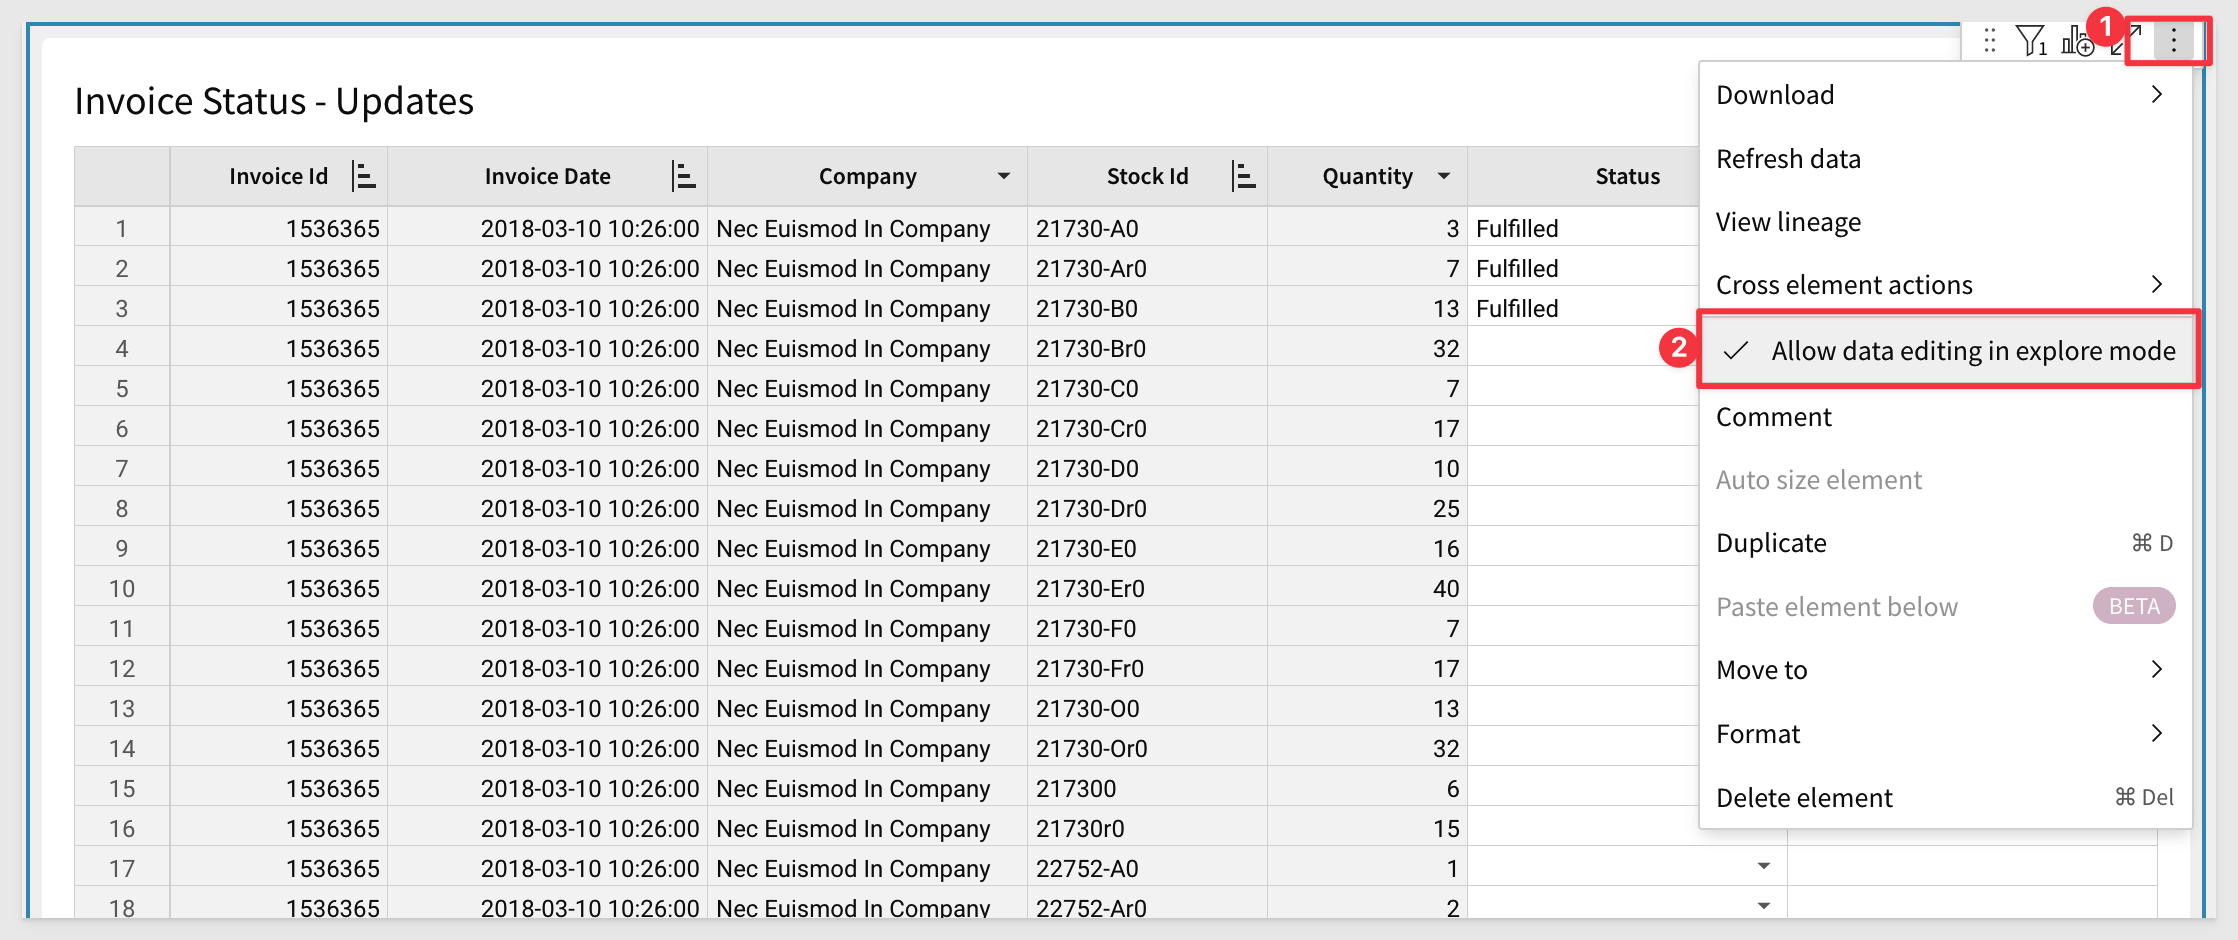 1
1
Invoice Status - Updates
Invoice Id Invoice Date Company Stock Id Quantity Status
1 1536365 2018-03-10 10:26:00 Nec Euismod In Company 21730-A0 3 Fulfilled
2 1536365 2018-03-10 10:26:00 Nec Euismod In Company 21730-Ar0 7 Fulfilled
3 1536365 2018-03-10 10:26:00 Nec Euismod In Company 21730-B0 13 Fulfilled
4 1536365 2018-03-10 10:26:00 Nec Euismod In Company 21730-Br0 32
5 1536365 2018-03-10 10:26:00 Nec Euismod In Company 21730-C0 7
6 1536365 2018-03-10 10:26:00 Nec Euismod In Company 21730-Cr0 17
7 1536365 2018-03-10 10:26:00 Nec Euismod In Company 21730-D0 10
8 1536365 2018-03-10 10:26:00 Nec Euismod In Company 21730-Dr0 25
9 1536365 2018-03-10 10:26:00 Nec Euismod In Company 21730-E0 16
10 1536365 2018-03-10 10:26:00 Nec Euismod In Company 21730-Er0 40
11 1536365 2018-03-10 10:26:00 Nec Euismod In Company 21730-F0 7
12 1536365 2018-03-10 10:26:00 Nec Euismod In Company 21730-Fr0 17
13 1536365 2018-03-10 10:26:00 Nec Euismod In Company 21730-O0 13
14 1536365 2018-03-10 10:26:00 Nec Euismod In Company 21730-Or0 32
15 1536365 2018-03-10 10:26:00 Nec Euismod In Company 217300 6
16 1536365 2018-03-10 10:26:00 Nec Euismod In Company 21730r0 15
17 1536365 2018-03-10 10:26:00 Nec Euismod In Company 22752-A0 1
18 1536365 2018-03-10 10:26:00 Nec Euismod In Company 22752-Ar0 2
Download
Refresh data
View lineage
Cross element actions
2 ✓ Allow data editing in explore mode
Comment
Auto size element
Duplicate ⌘ D
Paste element below BETA
Move to
Format
Delete element ⌘ Del